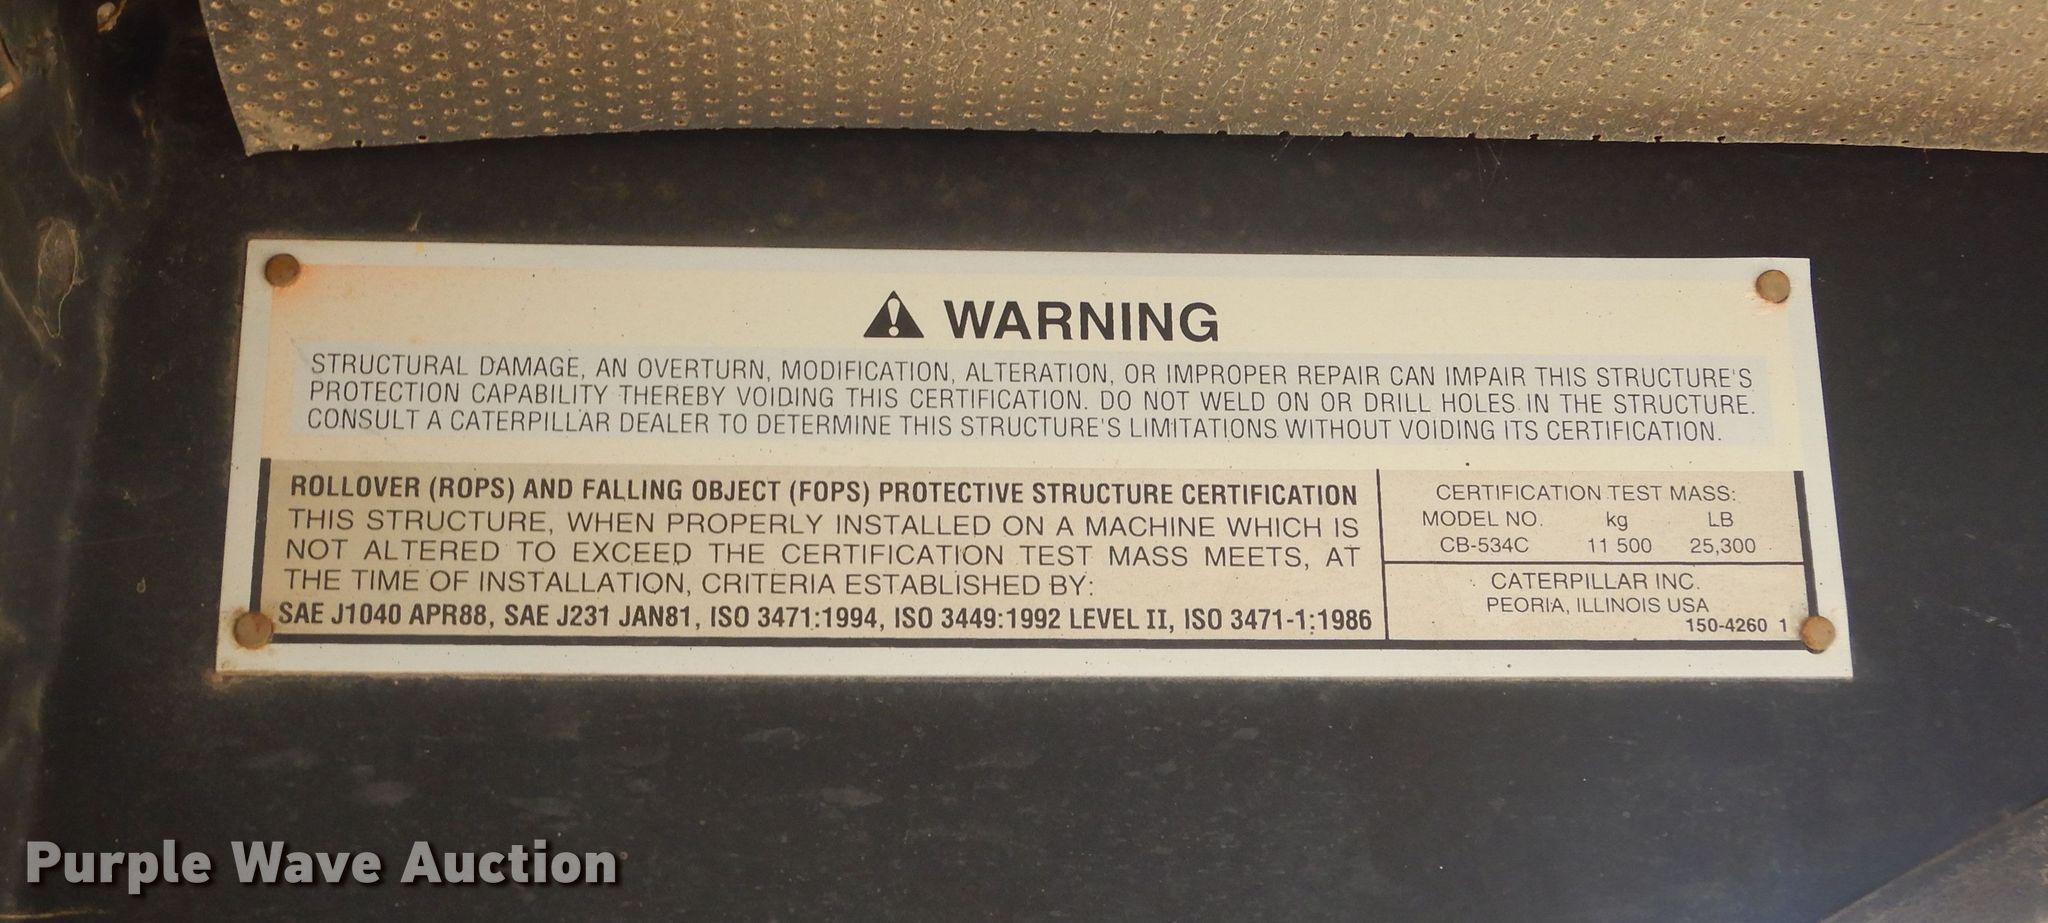 WARNING
STRUCTURAL DAMAGE, AN OVERTURN, MODIFICATION, ALTERATION, OR IMPROPER REPAIR CAN IMPAIR THIS STRUCTURE'S
PROTECTION CAPABILITY THEREBY VOIDING THIS CERTIFICATION. DO NOT WELD ON OR DRILL HOLES IN THE STRUCTURE.
CONSULT A CATERPILLAR DEALER TO DETERMINE THIS STRUCTURE'S LIMITATIONS WITHOUT VOIDING ITS CERTIFICATION.
ROLLOVER (ROPS) AND FALLING OBJECT (FOPS) PROTECTIVE STRUCTURE CERTIFICATION
THIS STRUCTURE, WHEN PROPERLY INSTALLED ON A MACHINE WHICH IS
NOT ALTERED TO EXCEED THE CERTIFICATION TEST MASS MEETS, AT
THE TIME OF INSTALLATION, CRITERIA ESTABLISHED BY:
SAE J1040 APR88, SAE J231 JAN81, ISO 3471:1994, ISO 3449:1992 LEVEL II, ISO 3471-1:1986
CERTIFICATION TEST MASS:
MODEL NO. kg LB
CB-534C 11 500 25,300
CATERPILLAR INC.
PEORIA, ILLINOIS USA
150-4260 1
Purple Wave Auction